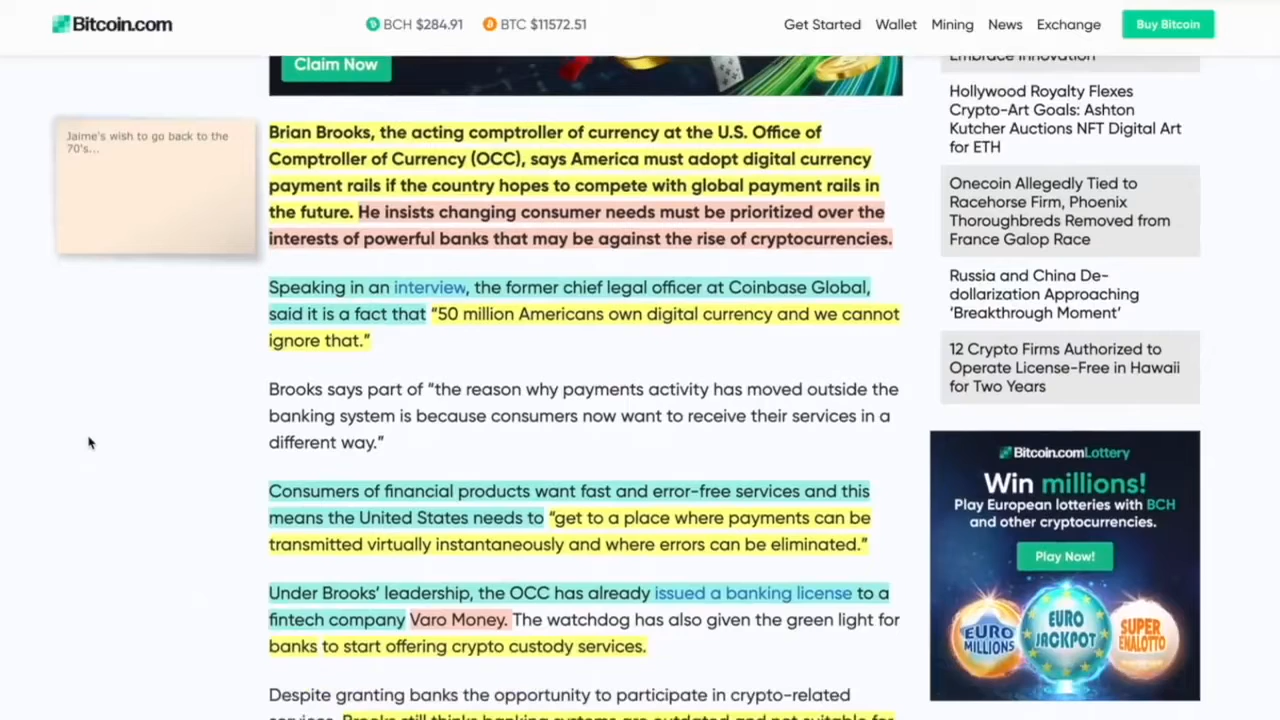 Bitcoin.com
BCH $284.91
BTC $11572.51
Get Started
Wallet
Mining
News
Exchange
Buy Bitcoin
Claim Now
Jaime's wish to go back to the
70's...
Brian Brooks, the acting comptroller of currency at the U.S. Office of
Comptroller of Currency (OCC), says America must adopt digital currency
payment rails if the country hopes to compete with global payment rails in
the future. He insists changing consumer needs must be prioritized over the
interests of powerful banks that may be against the rise of cryptocurrencies.
Speaking in an interview, the former chief legal officer at Coinbase Global,
said it is a fact that “50 million Americans own digital currency and we cannot
ignore that.”
Brooks says part of “the reason why payments activity has moved outside the
banking system is because consumers now want to receive their services in a
different way.”
Consumers of financial products want fast and error-free services and this
means the United States needs to “get to a place where payments can be
transmitted virtually instantaneously and where errors can be eliminated.”
Under Brooks’ leadership, the OCC has already issued a banking license to a
fintech company Varo Money. The watchdog has also given the green light for
banks to start offering crypto custody services.
Despite granting banks the opportunity to participate in crypto-related
services, Brooks still thinks banking systems are outdated and not suitable for
Embrace Innovation
Hollywood Royalty Flexes
Crypto-Art Goals: Ashton
Kutcher Auctions NFT Digital Art
for ETH
Onecoin Allegedly Tied to
Racehorse Firm, Phoenix
Thoroughbreds Removed from
France Galop Race
Russia and China De-
dollarization Approaching
‘Breakthrough Moment’
12 Crypto Firms Authorized to
Operate License-Free in Hawaii
for Two Years
Bitcoin.comLottery
Win millions!
Play European lotteries with BCH
and other cryptocurrencies.
Play Now!
EURO
MILLIONS
EURO
JACKPOT
SUPER
ENALOTTO